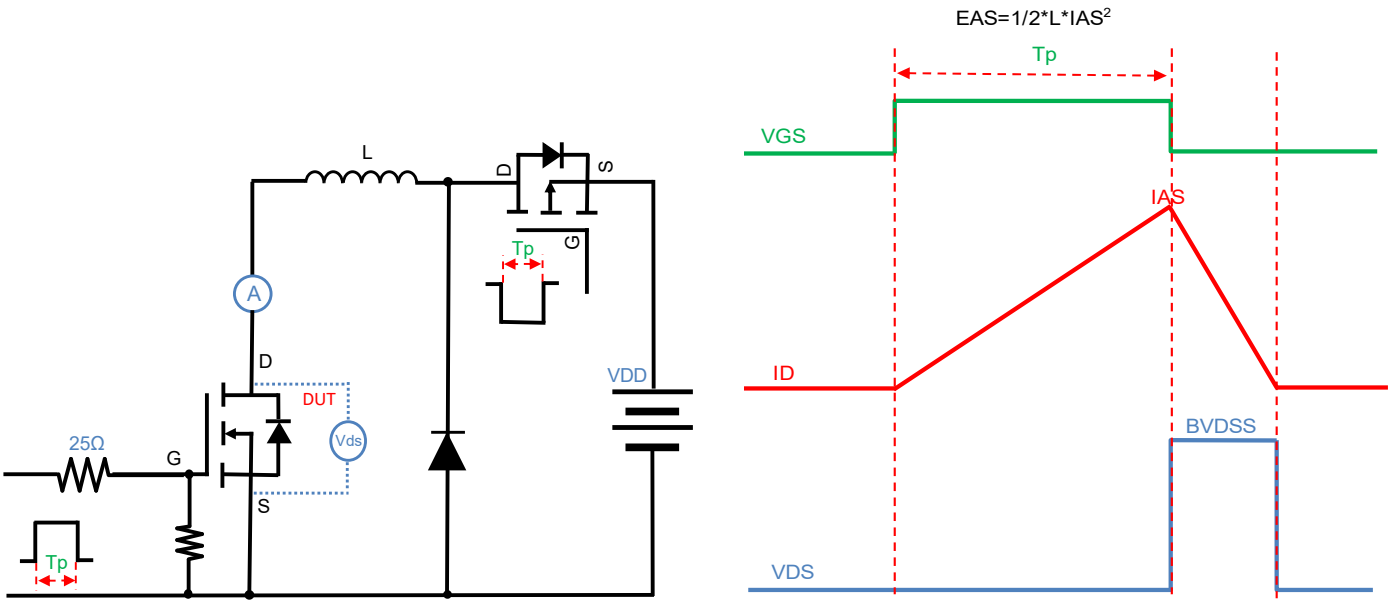 EAS=1/2*L*IAS²
Tp
VGS
L
D
S
IAS
G
Tp
A
D
VDD
ID
DUT
BVDSS
25Ω
G
Vds
S
Tp
VDS